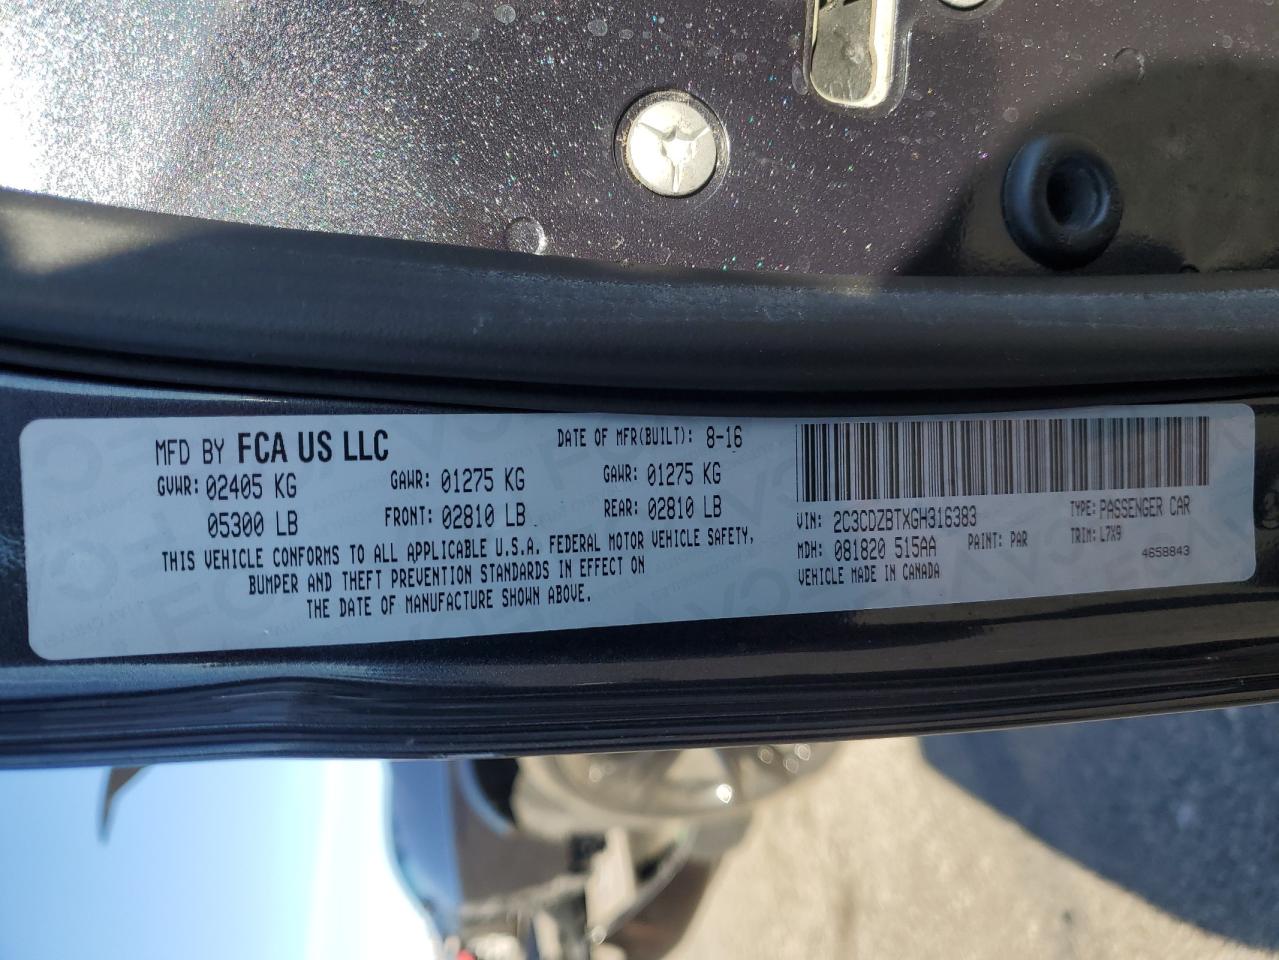 MFD BY FCA US LLC DATE OF MFR(BUILT): 8-16
GVWR: 02405 KG GAWR: 01275 KG GAWR: 01275 KG
05300 LB FRONT: 02810 LB REAR: 02810 LB
THIS VEHICLE CONFORMS TO ALL APPLICABLE U.S.A. FEDERAL MOTOR VEHICLE SAFETY,
BUMPER AND THEFT PREVENTION STANDARDS IN EFFECT ON
THE DATE OF MANUFACTURE SHOWN ABOVE.
VIN: 2C3CDZBTXGH316383 TYPE: PASSENGER CAR
MDH: 081820 515AA PAINT: PAR TRIM: L7X9
VEHICLE MADE IN CANADA 4658843